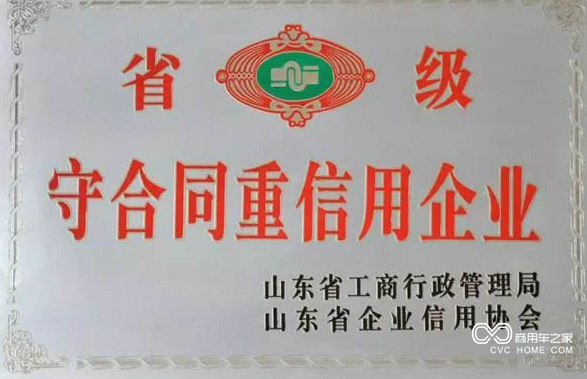 省 级
守合同重信用企业
山东省工商行政管理局
山东省企业信用协会
商用车之家
CVC HOME.COM